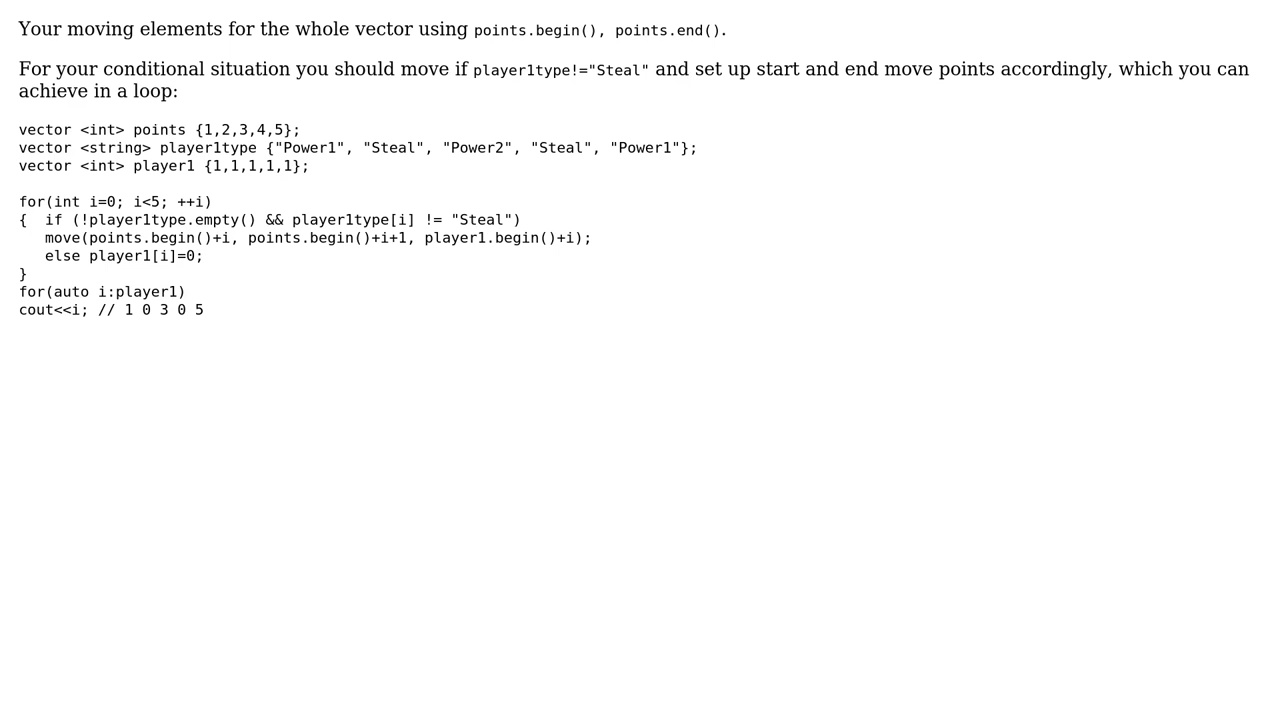 Your moving elements for the whole vector using points.begin(), points.end().
For your conditional situation you should move if player1type!="Steal" and set up start and end move points accordingly, which you can
achieve in a loop:
vector <int> points {1,2,3,4,5};
vector <string> player1type {"Power1", "Steal", "Power2", "Steal", "Power1"};
vector <int> player1 {1,1,1,1,1};
for(int i=0; i<5; ++i)
{  if (!player1type.empty() && player1type[i] != "Steal")
   move(points.begin()+i, points.begin()+i+1, player1.begin()+i);
   else player1[i]=0;
}
for(auto i:player1)
cout<<i; // 1 0 3 0 5